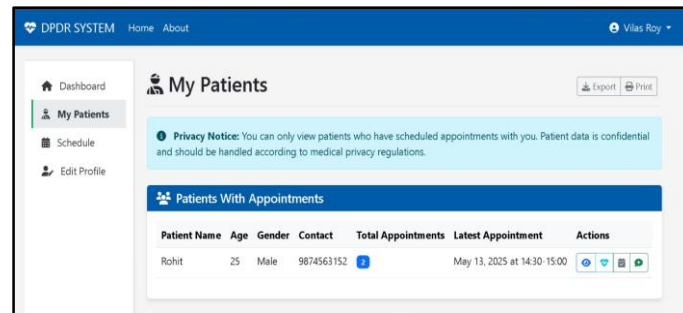 DPDR SYSTEM Home About Vilas Roy
Dashboard
My Patients
Schedule
Edit Profile
My Patients
Export Print
Privacy Notice: You can only view patients who have scheduled appointments with you. Patient data is confidential
and should be handled according to medical privacy regulations.
Patients With Appointments
Patient Name Age Gender Contact Total Appointments Latest Appointment Actions
Rohit 25 Male 9874563152 2 May 13, 2025 at 14:30-15:00